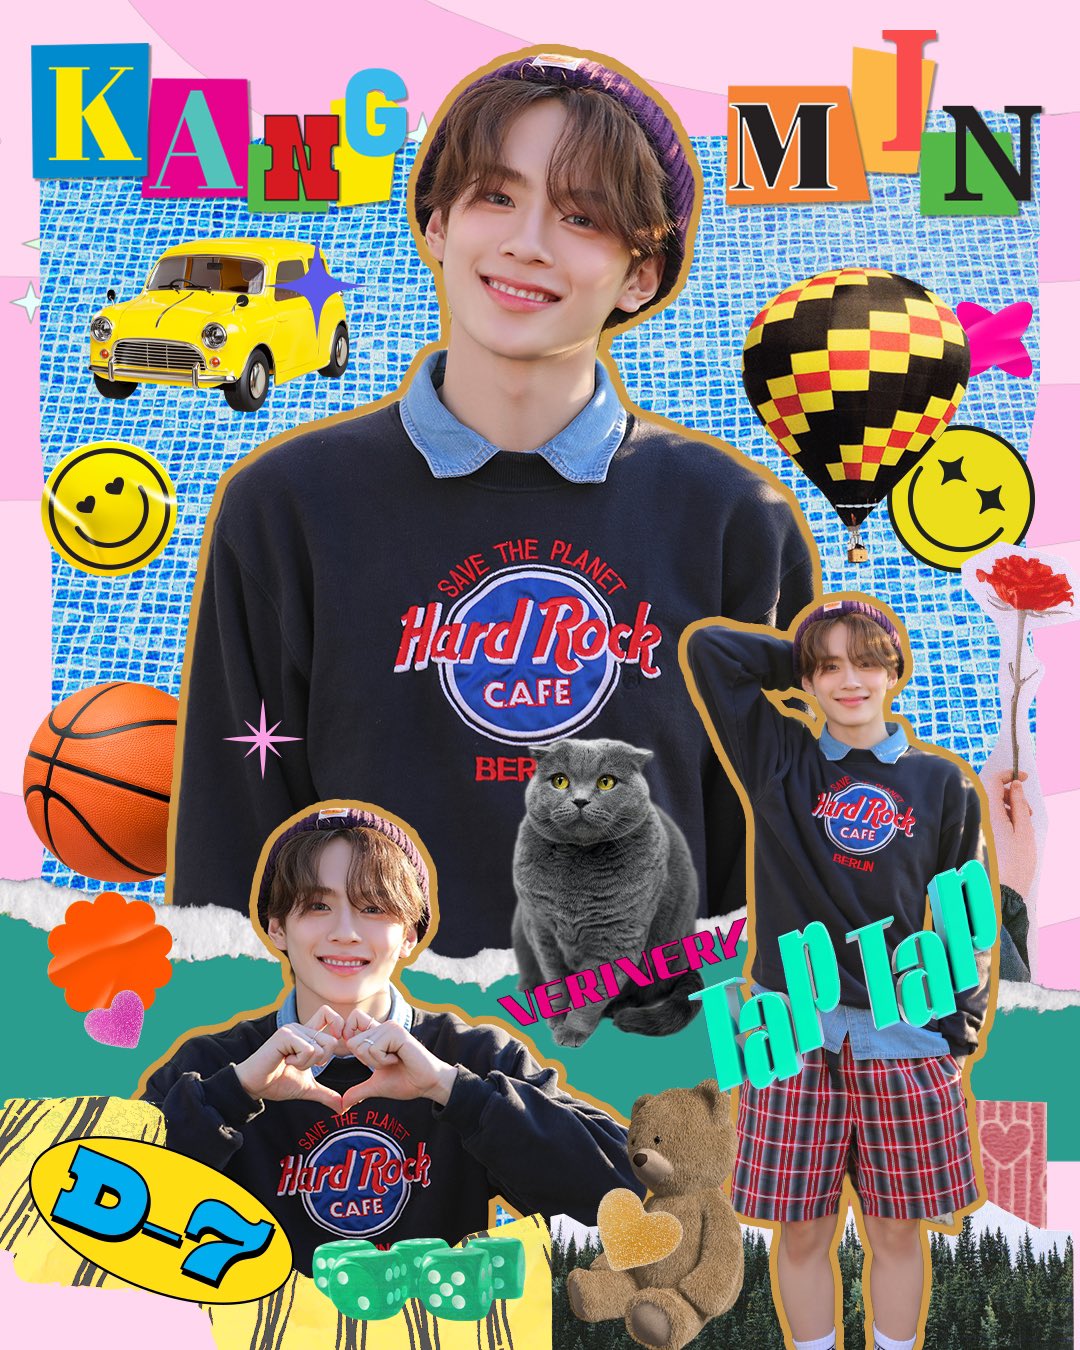 KANG MIN
SAVE THE PLANET
Hard Rock
CAFE
BER
SAVE THE PLANET
Hard Rock
CAFE
BERLIN
VERIVERY
Tap Tap
SAVE THE PLANET
Hard Rock
CAFE
D-7